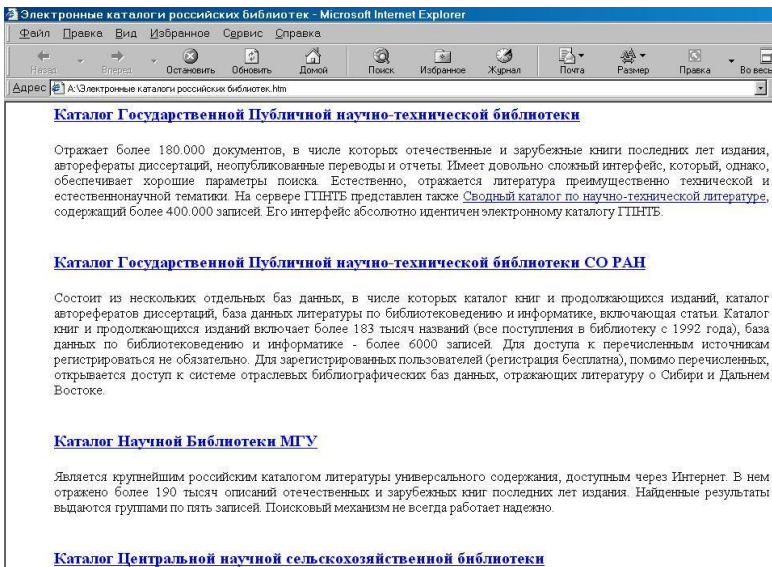 Электронные каталоги российских библиотек - Microsoft Internet Explorer
Файл Правка Вид Избранное Сервис Справка
Назад Вперед Остановить Обновить Домой Поиск Избранное Журнал Почта Размер Правка Во весь
Адрес A:\Электронные каталоги российских библиотек.htm
Каталог Государственной Публичной научно-технической библиотеки
Отражает более 180.000 документов, в числе которых отечественные и зарубежные книги последних лет издания,
авторефераты диссертаций, неопубликованные переводы и отчеты. Имеет довольно сложный интерфейс, который, однако,
обеспечивает хорошие параметры поиска. Естественно, отражается литература преимущественно технической и
естественнонаучной тематики. На сервере ГПНТБ представлен также Сводный каталог по научно-технической литературе,
содержащий более 400.000 записей. Его интерфейс абсолютно идентичен электронному каталогу ГПНТБ.
Каталог Государственной Публичной научно-технической библиотеки СО РАН
Состоит из нескольких отдельных баз данных, в числе которых каталог книг и продолжающихся изданий, каталог
авторефератов диссертаций, база данных литературы по библиотековедению и информатике, включающая статьи. Каталог
книг и продолжающихся изданий включает более 183 тысяч названий (все поступления в библиотеку с 1992 года), база
данных по библиотековедению и информатике - более 6000 записей. Для доступа к перечисленным источникам
регистрироваться не обязательно. Для зарегистрированных пользователей (регистрация бесплатна), помимо перечисленных,
открывается доступ к системе отраслевых библиографических баз данных, отражающих литературу о Сибири и Дальнем
Востоке.
Каталог Научной Библиотеки МГУ
Является крупнейшим российским каталогом литературы универсального содержания, доступным через Интернет. В нем
отражено более 190 тысяч описаний отечественных и зарубежных книг последних лет издания. Найденные результаты
выдаются группами по пять записей. Поисковый механизм не всегда работает надежно.
Каталог Центральной научной сельскохозяйственной библиотеки